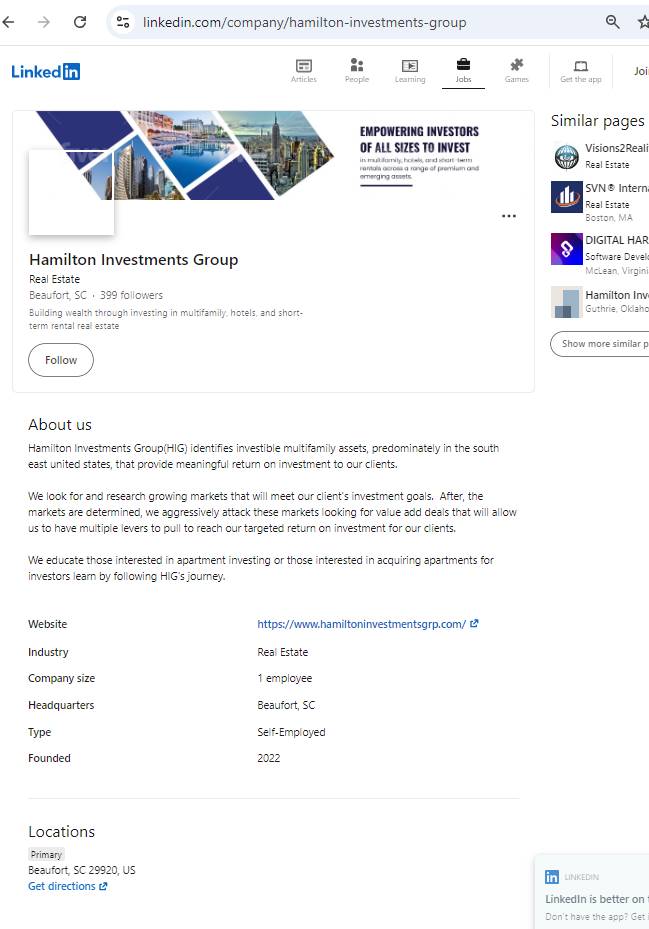 linkedin.com/company/hamilton-investments-group
Linked in
Articles
People
Learning
Jobs
Games
Get the app
EMPOWERING INVESTORS
OF ALL SIZES TO INVEST
in multifamily, hotels, and short-term
rentals across a range of premium and
emerging assets.
Hamilton Investments Group
Real Estate
Beaufort, SC · 399 followers
Building wealth through investing in multifamily, hotels, and short-
term rental real estate
Follow
Similar pages
Visions2Reali
Real Estate
SVN® Interna
Real Estate
Boston, MA
DIGITAL HAR
Software Develo
McLean, Virgini
Hamilton Inv
Guthrie, Oklaho
Show more similar p
About us
Hamilton Investments Group(HIG) identifies investible multifamily assets, predominately in the south
east united states, that provide meaningful return on investment to our clients.
We look for and research growing markets that will meet our client's investment goals. After, the
markets are determined, we aggressively attack these markets looking for value add deals that will allow
us to have multiple levers to pull to reach our targeted return on investment for our clients.
We educate those interested in apartment investing or those interested in acquiring apartments for
investors learn by following HIG's journey.
Website https://www.hamiltoninvestmentsgrp.com/
Industry Real Estate
Company size 1 employee
Headquarters Beaufort, SC
Type Self-Employed
Founded 2022
Locations
Primary
Beaufort, SC 29920, US
Get directions
in LINKEDIN
LinkedIn is better on t
Don't have the app? Get i